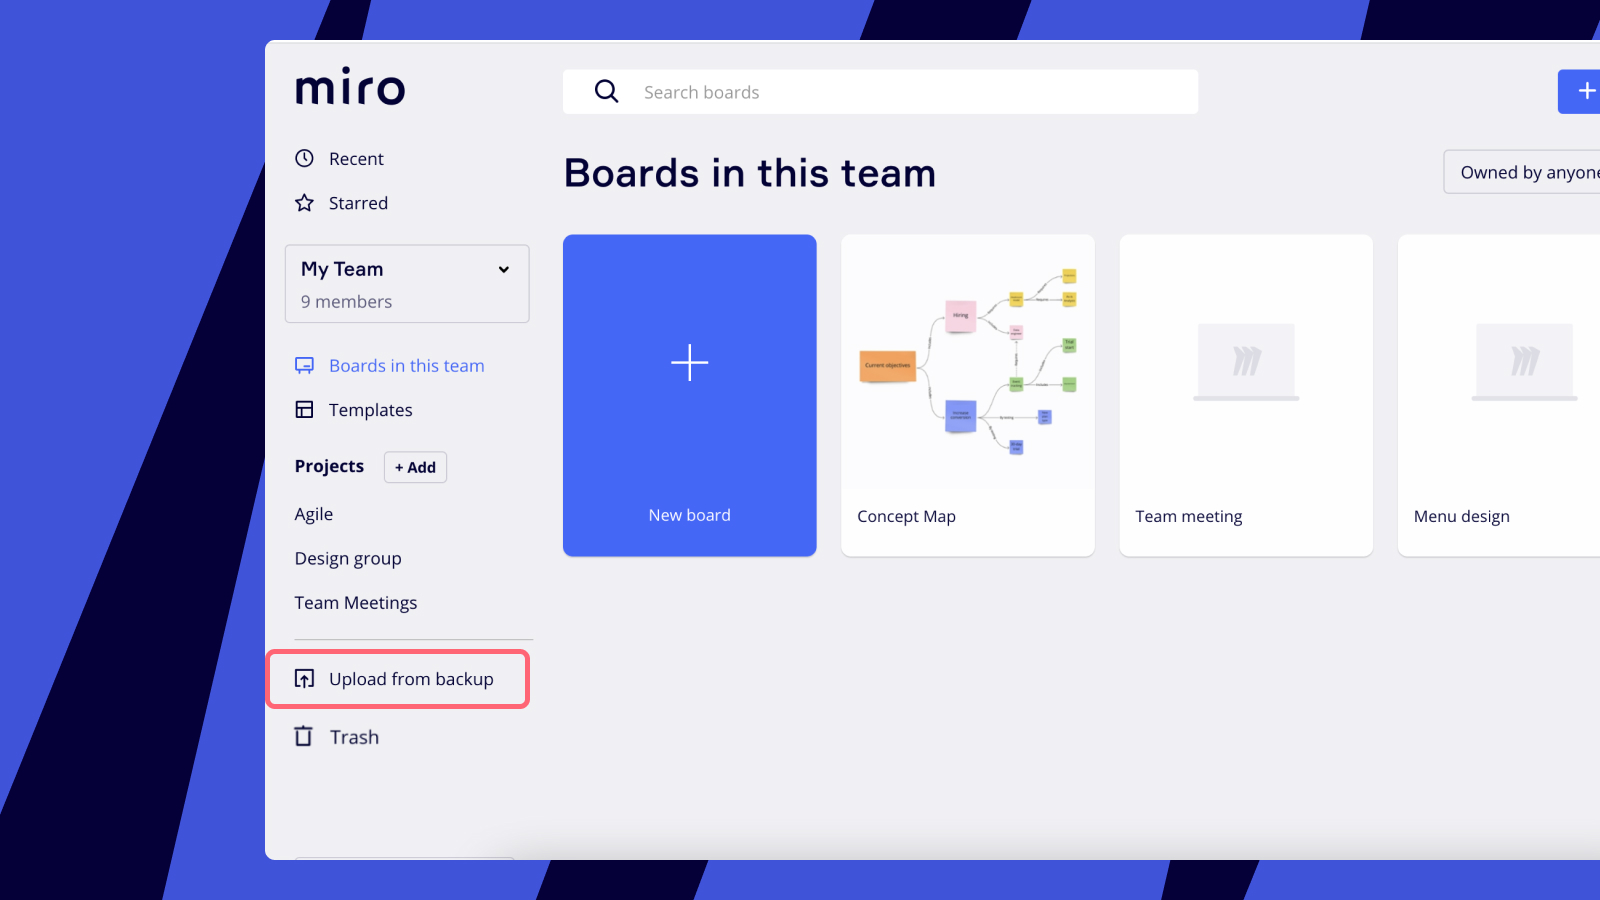 miro
Search boards
Recent
Starred
My Team
9 members
Boards in this team
Templates
Projects
+ Add
Agile
Design group
Team Meetings
Upload from backup
Trash
Boards in this team
Owned by anyone
New board
Current objectives
Hiring
Concept Map
Team meeting
Menu design